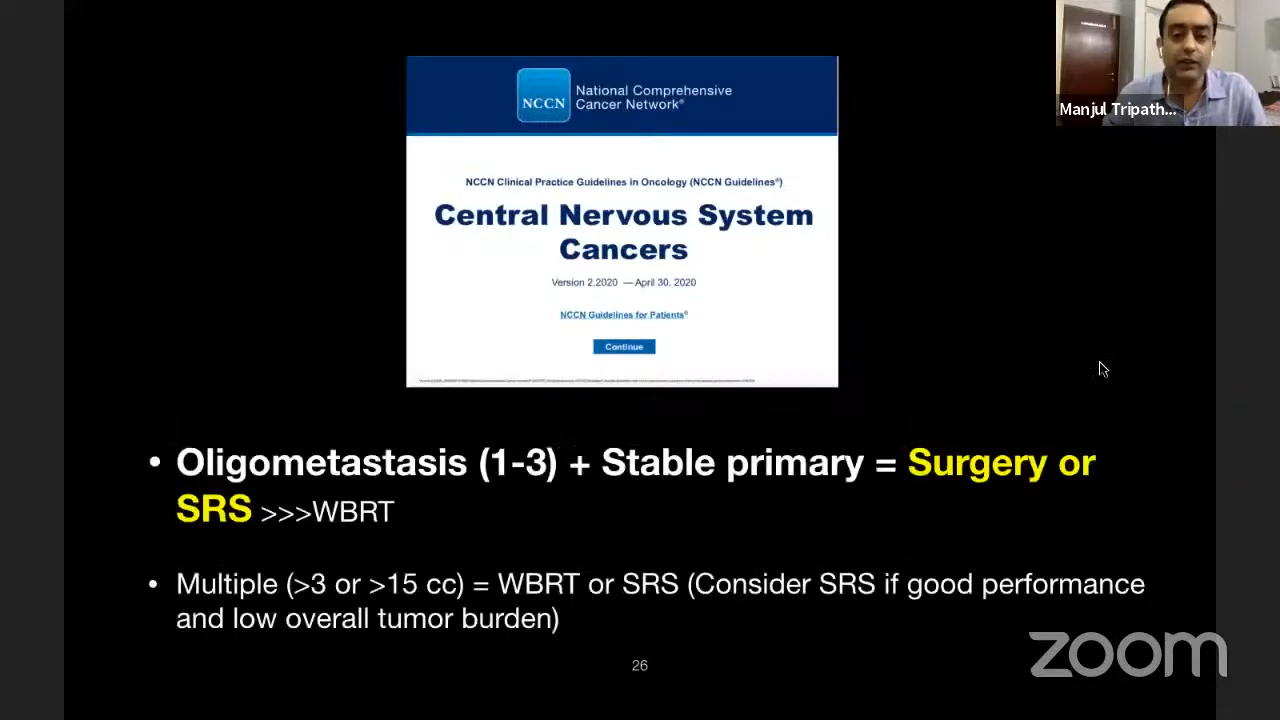 NCCN
National Comprehensive
Cancer Network®
Manjul Tripath...
NCCN Clinical Practice Guidelines in Oncology (NCCN Guidelines®)
Central Nervous System
Cancers
Version 2.2020 — April 30, 2020
NCCN Guidelines for Patients®
Continue
• Oligometastasis (1-3) + Stable primary = Surgery or
SRS >>>WBRT
• Multiple (>3 or >15 cc) = WBRT or SRS (Consider SRS if good performance
and low overall tumor burden)
26
zoom